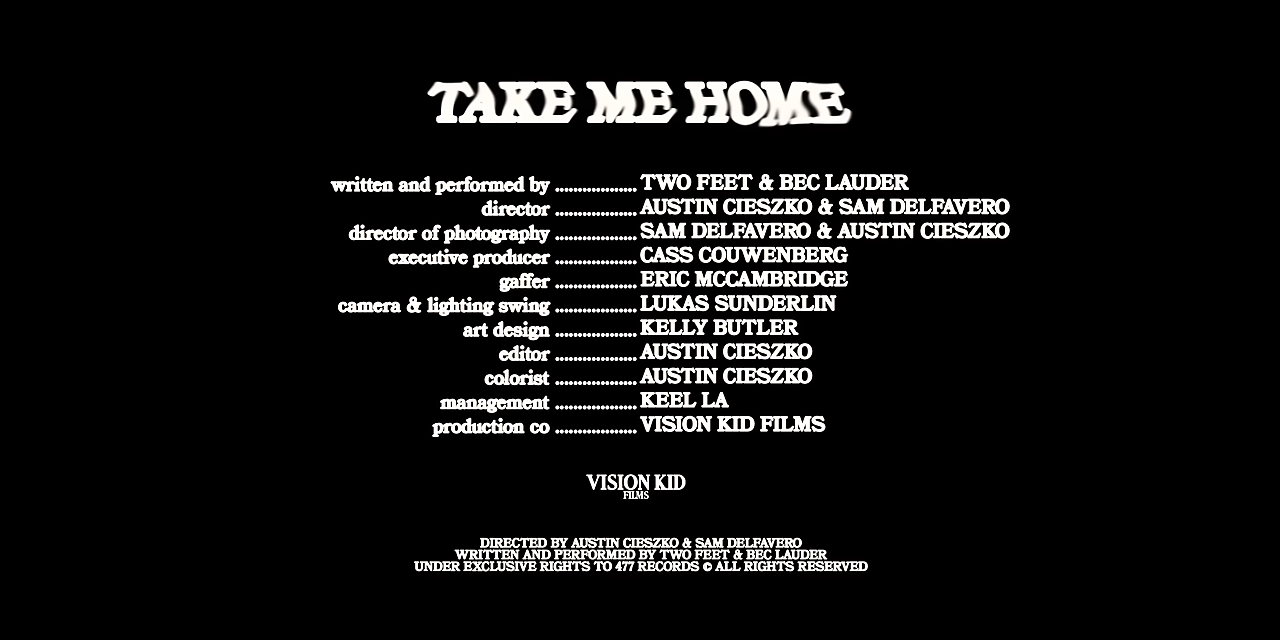 TAKE ME HOME
written and performed by ................... TWO FEET & BEC LAUDER
director ................... AUSTIN CIESZKO & SAM DELFAVERO
director of photography ................... SAM DELFAVERO & AUSTIN CIESZKO
executive producer ................... CASS COUWENBERG
gaffer ................... ERIC MCCAMBRIDGE
camera & lighting swing ................... LUKAS SUNDERLIN
art design ................... KELLY BUTLER
editor ................... AUSTIN CIESZKO
colorist ................... AUSTIN CIESZKO
management ................... KEEL LA
production co ................... VISION KID FILMS
VISION KID
FILMS
DIRECTED BY AUSTIN CIESZKO & SAM DELFAVERO
WRITTEN AND PERFORMED BY TWO FEET & BEC LAUDER
UNDER EXCLUSIVE RIGHTS TO 477 RECORDS © ALL RIGHTS RESERVED